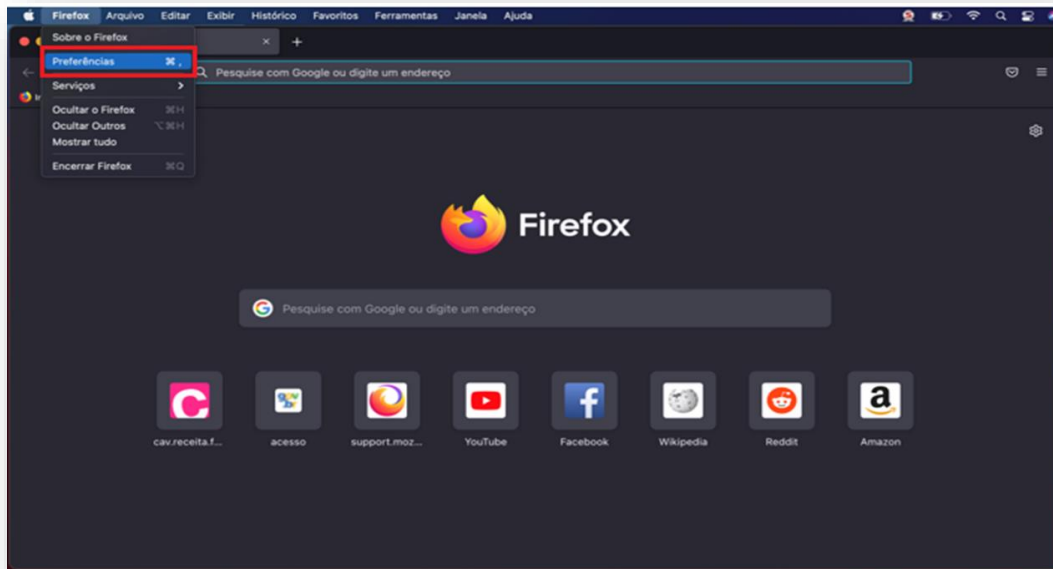 Firefox Arquivo Editar Exibir Histórico Favoritos Ferramentas Janela Ajuda
Sobre o Firefox
Preferências ⌘ ,
Serviços
Ocultar o Firefox ⌘H
Ocultar Outros ⌥⌘H
Mostrar tudo
Encerrar Firefox ⌘Q
Pesquise com Google ou digite um endereço
Firefox
Pesquise com Google ou digite um endereço
cav.receita.f... acesso support.moz... YouTube Facebook Wikipedia Reddit Amazon